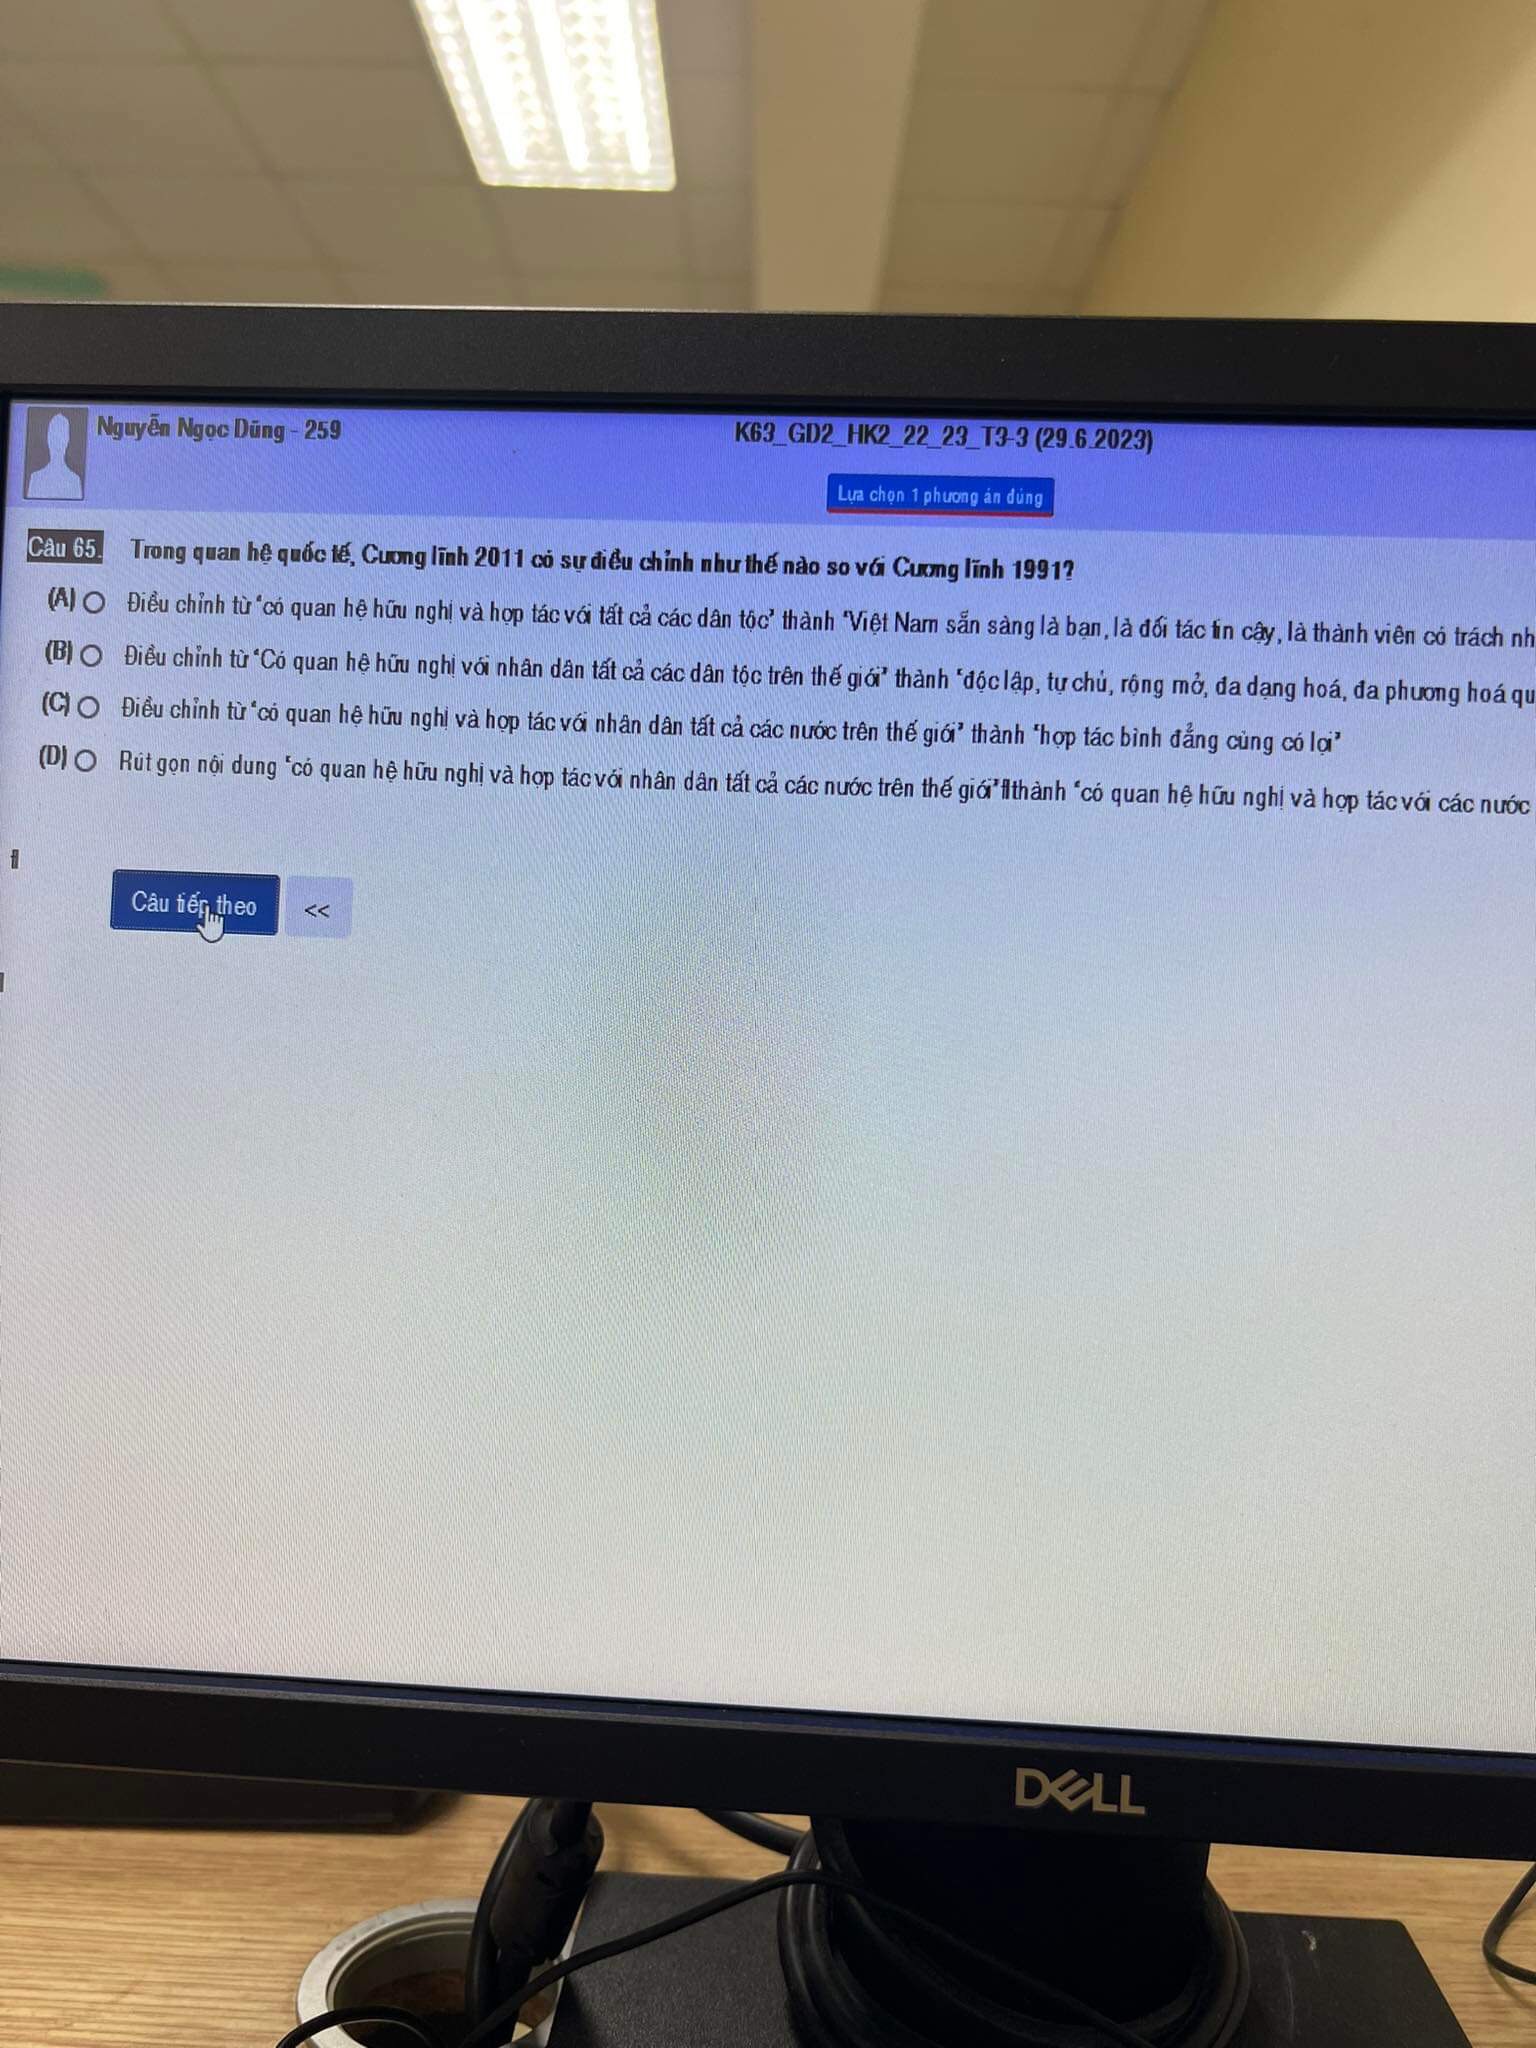 Nguyễn Ngọc Dũng - 259
K63_GD2_HK2_22_23_T3-3 (29.6.2023)
Lựa chọn 1 phương án đúng
Câu 65. Trong quan hệ quốc tế, Cương lĩnh 2011 có sự điều chỉnh như thế nào so với Cương lĩnh 1991?
(A) Điều chỉnh từ "có quan hệ hữu nghị và hợp tác với tất cả các dân tộc" thành "Việt Nam sẵn sàng là bạn, là đối tác tin cậy, là thành viên có trách nh
(B) Điều chỉnh từ "Có quan hệ hữu nghị với nhân dân tất cả các dân tộc trên thế giới" thành "độc lập, tự chủ, rộng mở, đa dạng hoá, đa phương hoá qu
(C) Điều chỉnh từ "có quan hệ hữu nghị và hợp tác với nhân dân tất cả các nước trên thế giới" thành "hợp tác bình đẳng cùng có lợi"
(D) Rút gọn nội dung "có quan hệ hữu nghị và hợp tác với nhân dân tất cả các nước trên thế giới" thành "có quan hệ hữu nghị và hợp tác với các nước
Câu tiếp theo <<
DELL